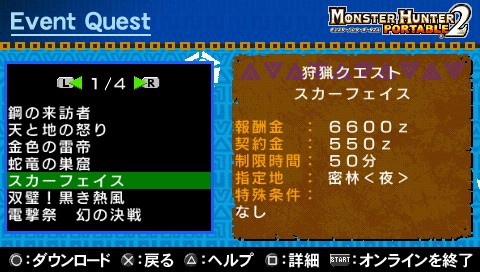 Event Quest
MONSTER HUNTER
PORTABLE 2
L 1/4 R
鋼の来訪者
天と地の怒り
金色の雷帝
蛇竜の巣窟
スカーフェイス
双璧!黒き熱風
電撃祭 幻の決戦
狩猟クエスト
スカーフェイス
報酬金 : 6600z
契約金 : 550z
制限時間: 50分
指定地 : 密林<夜>
特殊条件:
なし
○:ダウンロード ×:戻る △:ヘルプ □:詳細 START:オンラインを終了